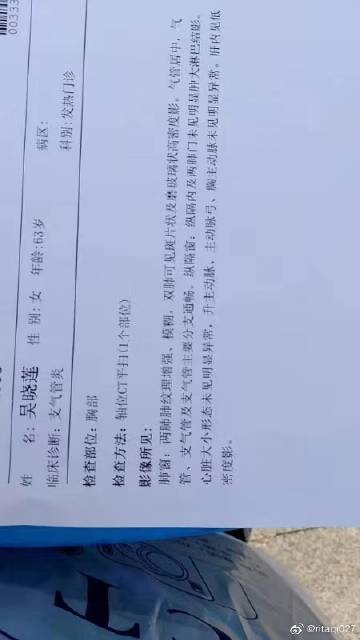 00333
姓 名：吴晓莲 性 别：女 年龄：63岁 病区：
临床诊断：支气管炎 科别：发热门诊
检查部位：胸部
检查方法：轴位CT平扫(1个部位)
影像所见：
肺窗：两肺肺纹理增强、模糊，双肺可见斑片状及磨玻璃状高密度影。气管居中，气
管、支气管及支气管主要分支通畅。纵隔窗：纵隔内及两肺门未见明显肿大淋巴结影。
心脏大小形态未见明显异常，升主动脉、主动脉弓、胸主动脉未见明显异常。肝内见低
密度影。
@ritapi027